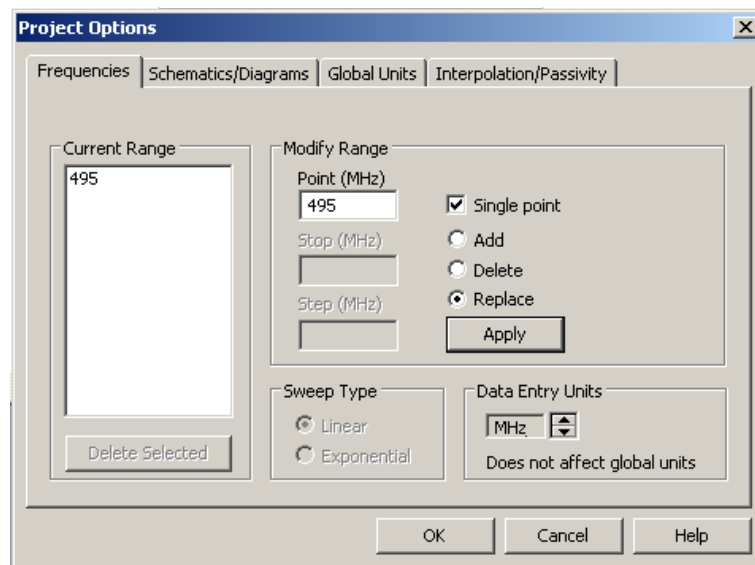 Project Options
Frequencies
Schematics/Diagrams
Global Units
Interpolation/Passivity
Current Range
495
Delete Selected
Modify Range
Point (MHz)
495
Stop (MHz)
Step (MHz)
Single point
Add
Delete
Replace
Apply
Sweep Type
Linear
Exponential
Data Entry Units
MHz
Does not affect global units
OK
Cancel
Help